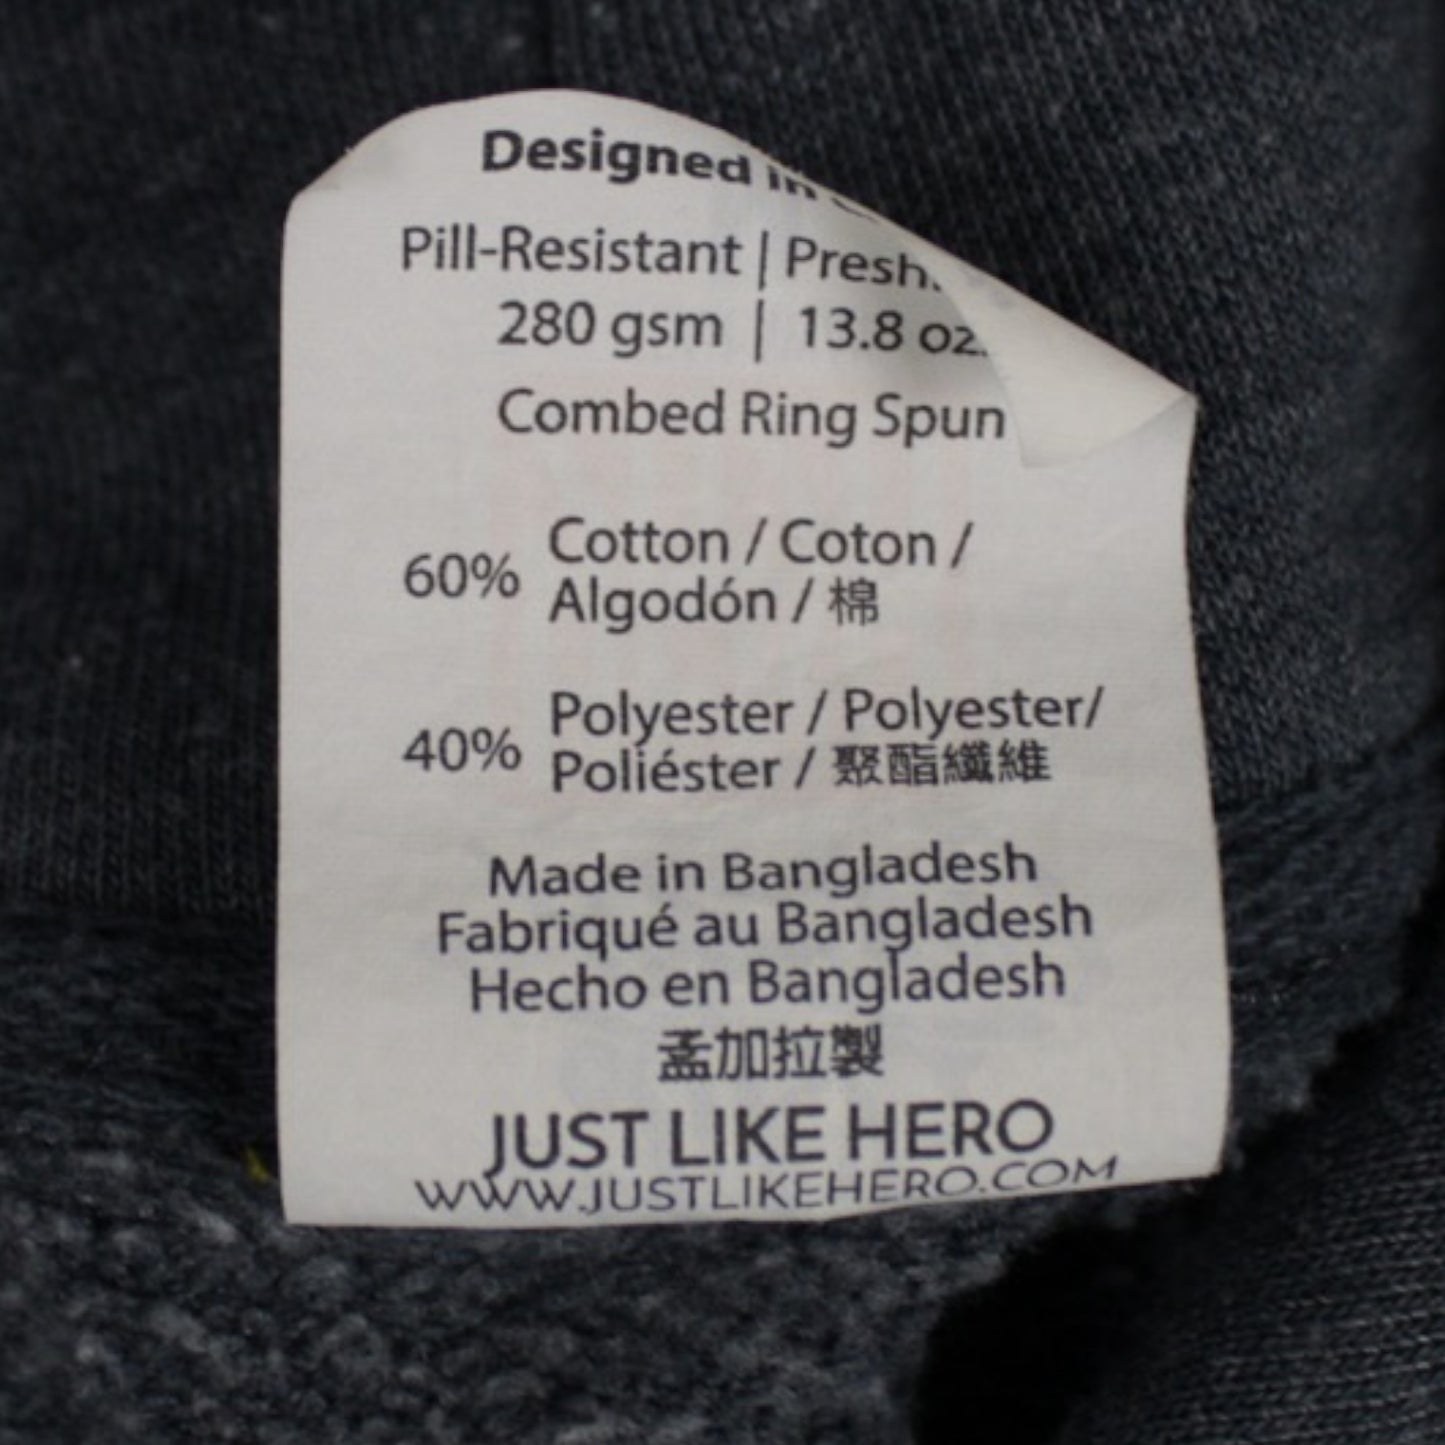 Designed in
Pill-Resistant |
280 gsm | 13.8 oz.
Combed Ring Spun
60% Cotton / Coton /
Algodón / 棉
40% Polyester / Polyester/
Poliéster / 聚酯纖維
Made in Bangladesh
Fabriqué au Bangladesh
Hecho en Bangladesh
孟加拉製
JUST LIKE HERO
WWW.JUSTLIKEHERO.COM